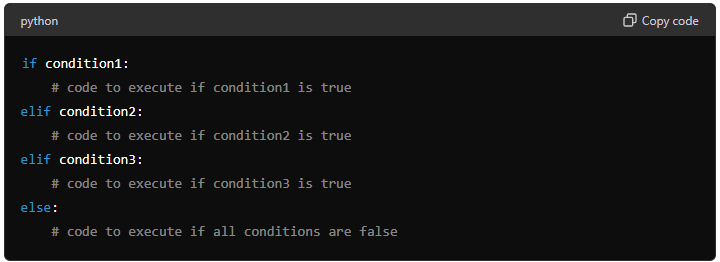 python
Copy code
if condition1:
    # code to execute if condition1 is true
elif condition2:
    # code to execute if condition2 is true
elif condition3:
    # code to execute if condition3 is true
else:
    # code to execute if all conditions are false